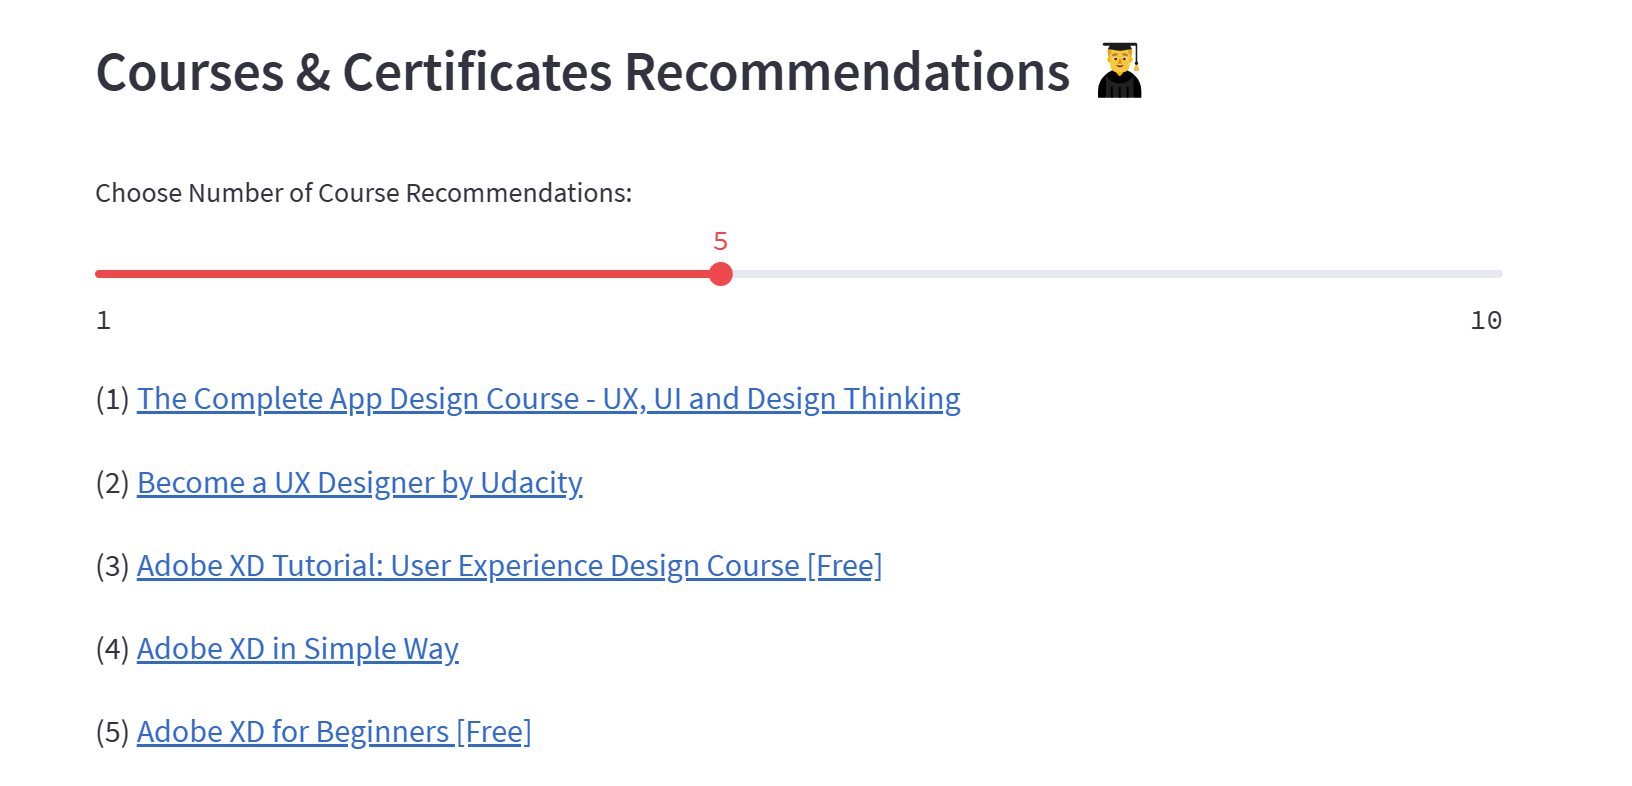 Courses & Certificates Recommendations
Choose Number of Course Recommendations:
5
1 10
(1) The Complete App Design Course - UX, UI and Design Thinking
(2) Become a UX Designer by Udacity
(3) Adobe XD Tutorial: User Experience Design Course [Free]
(4) Adobe XD in Simple Way
(5) Adobe XD for Beginners [Free]